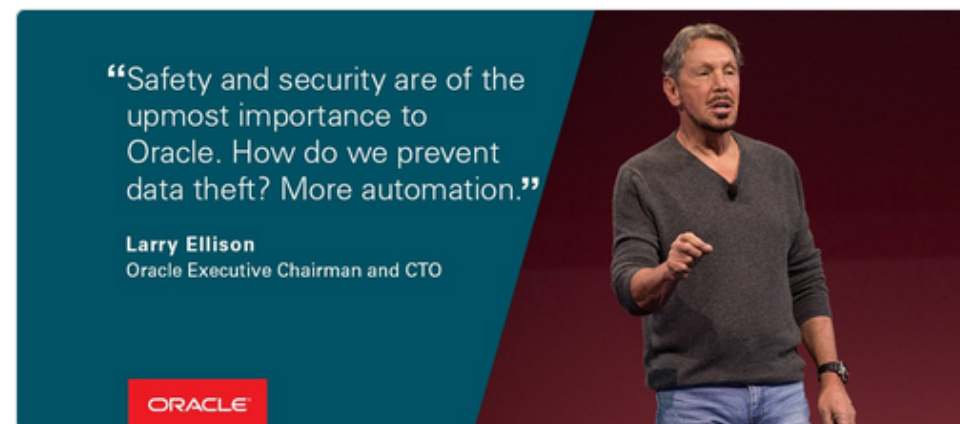 “Safety and security are of the
upmost importance to
Oracle. How do we prevent
data theft? More automation.”
Larry Ellison
Oracle Executive Chairman and CTO
ORACLE®